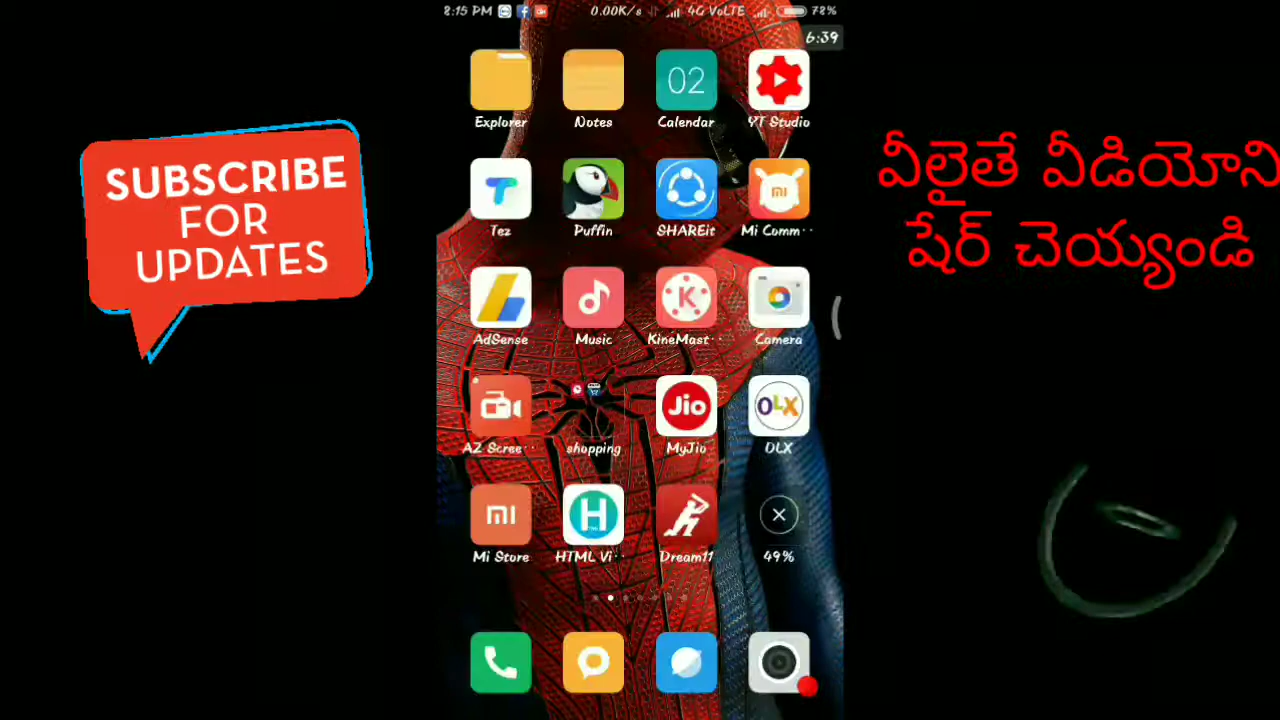 8:15 PM 0.00K/s 4G VoLTE 78%
6:39
02
Explorer Notes Calendar YT Studio
Tez Puffin SHAREit Mi Comm··
AdSense Music KineMast·· Camera
Jio OLX
AZ Scree·· shopping MyJio OLX
Mi Store HTML Vi·· Dream11 49%
SUBSCRIBE
FOR
UPDATES
వీలైతే వీడియోని
షేర్ చెయ్యండి